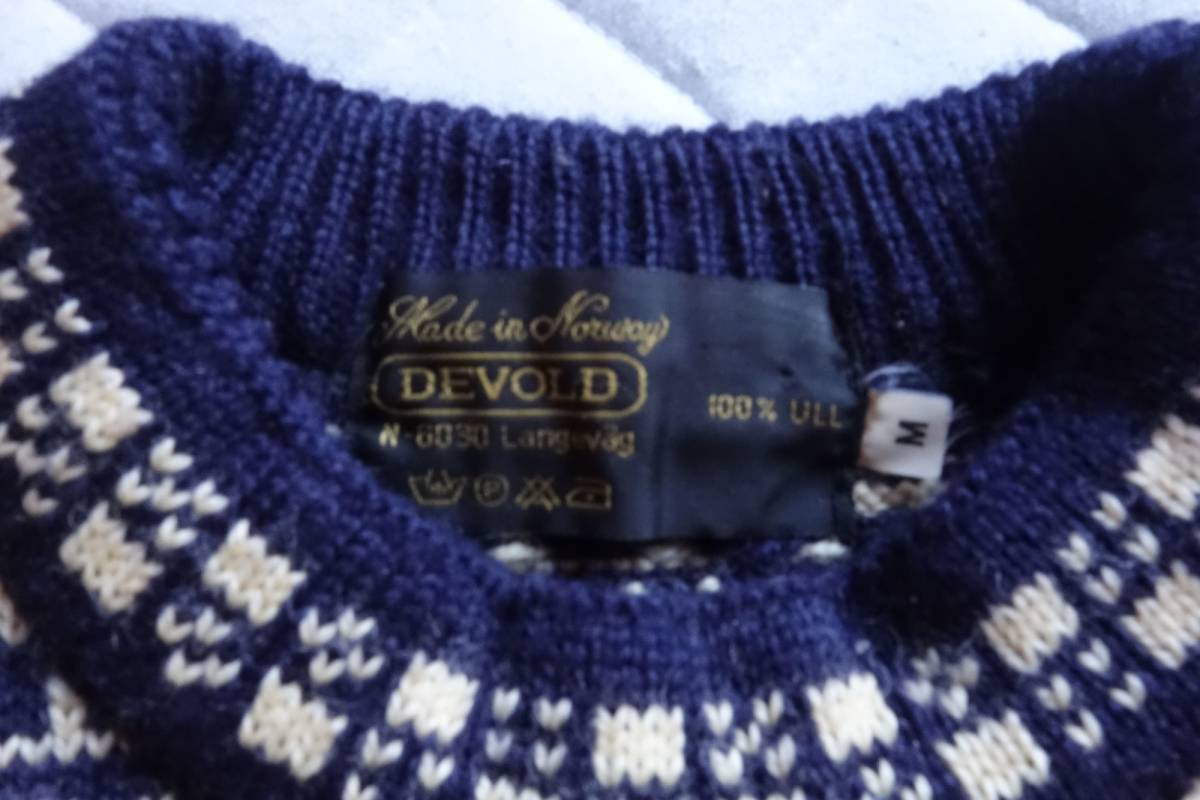 Made in Norway
DEVOLD
100% ULL
N-6030 Langevåg
M